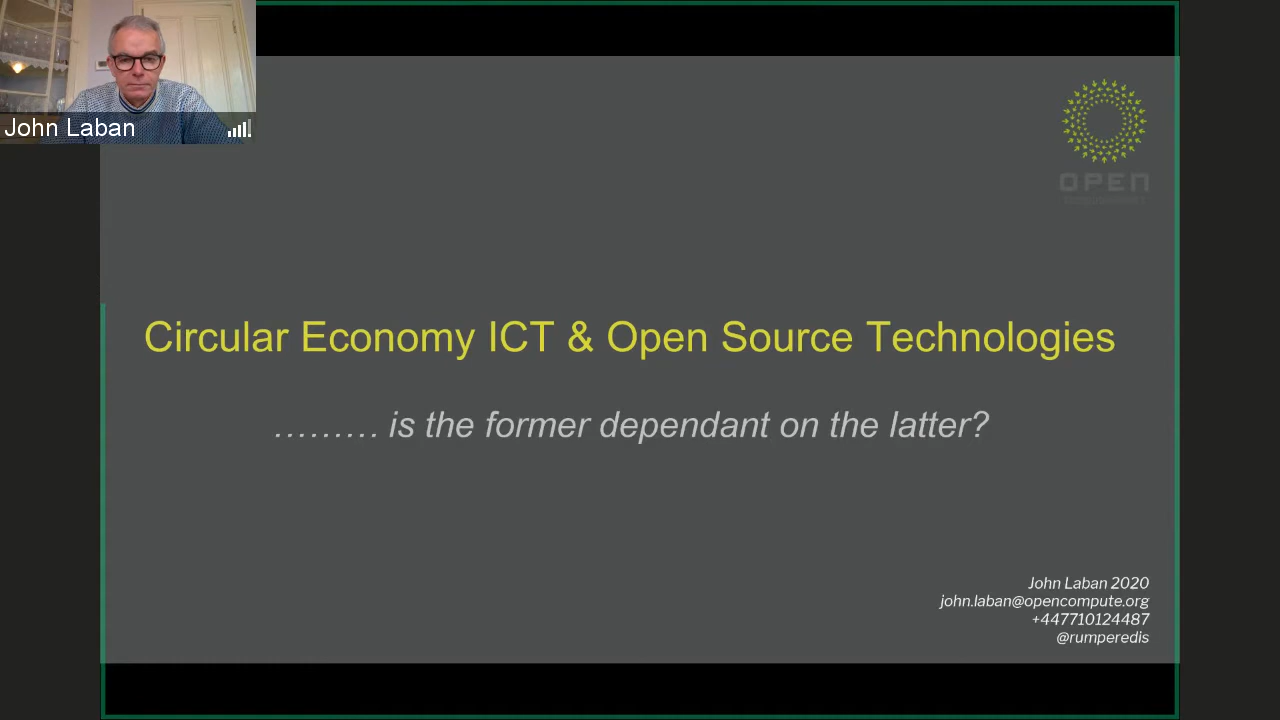 John Laban
OPEN
Circular Economy ICT & Open Source Technologies
……… is the former dependant on the latter?
John Laban 2020
john.laban@opencompute.org
+447710124487
@rumperedis